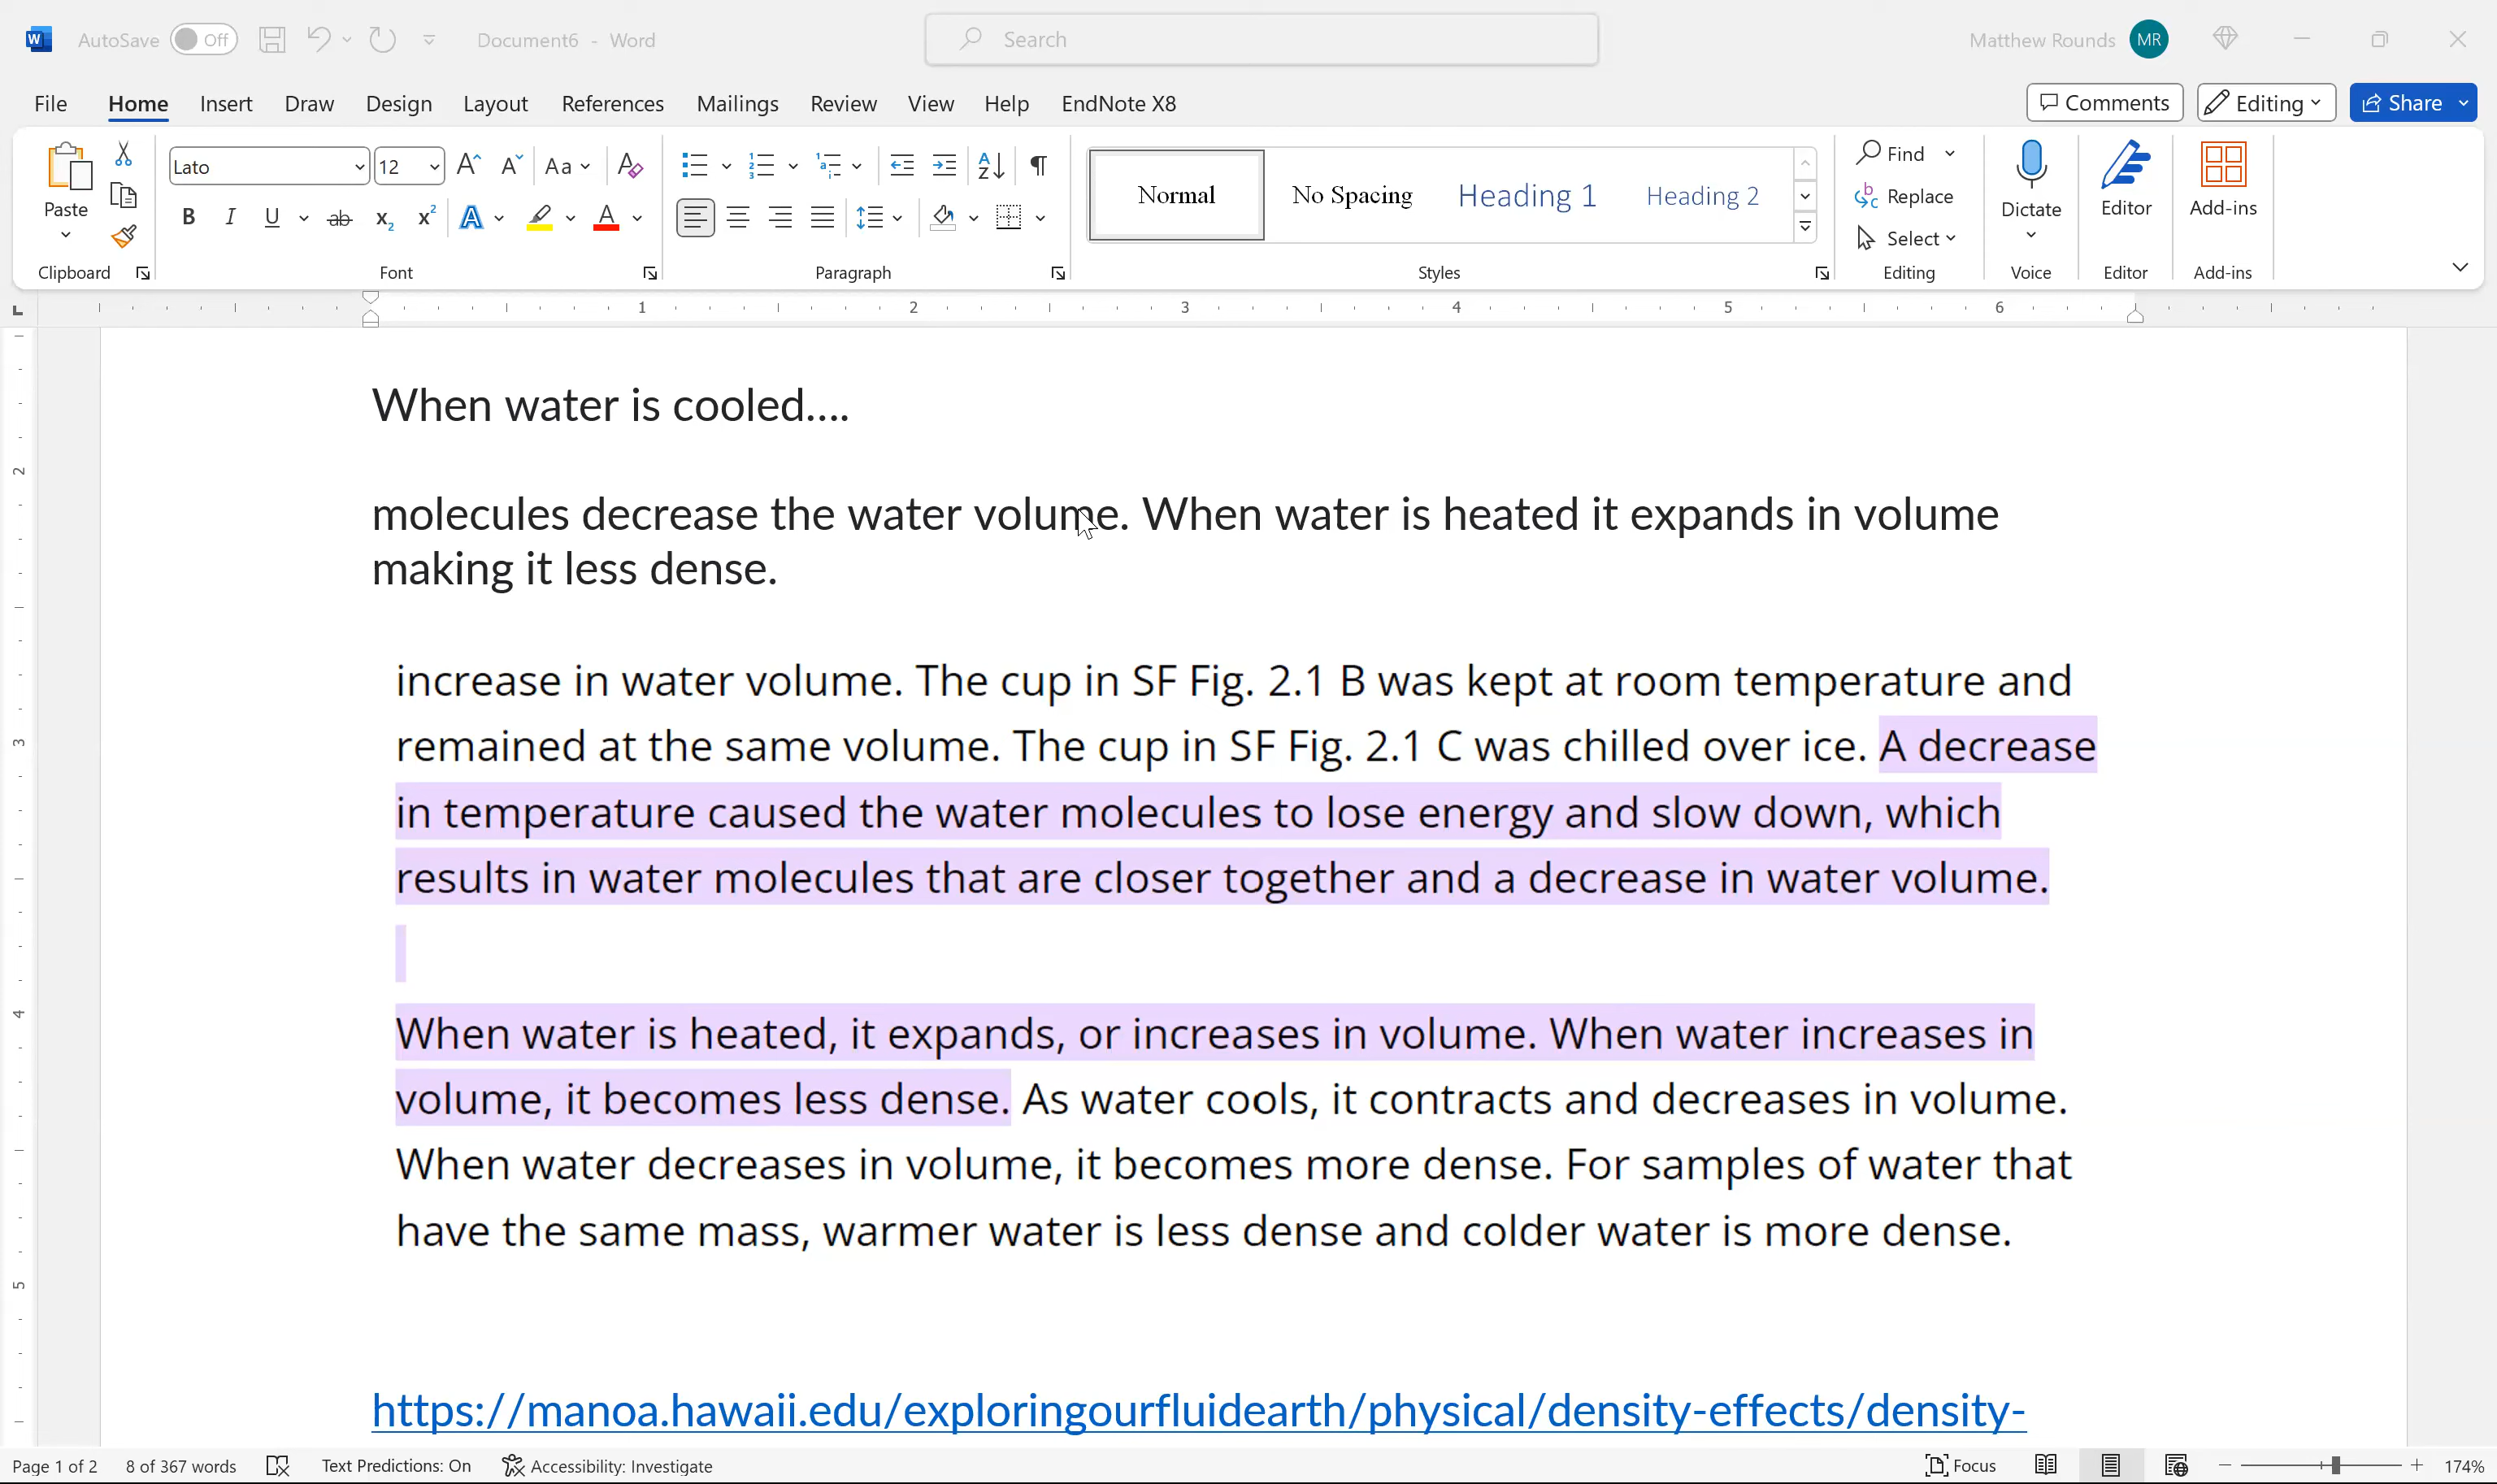 AutoSave Off Document6 - Word Search Matthew Rounds MR
File Home Insert Draw Design Layout References Mailings Review View Help EndNote X8 Comments Editing Share
Paste Lato 12 Aa Normal No Spacing Heading 1 Heading 2 Find Replace Select Dictate Editor Add-ins
Clipboard Font Paragraph Styles Editing Voice Editor Add-ins
1 2 3 4 5 6
When water is cooled....
molecules decrease the water volume. When water is heated it expands in volume
making it less dense.
increase in water volume. The cup in SF Fig. 2.1 B was kept at room temperature and
remained at the same volume. The cup in SF Fig. 2.1 C was chilled over ice. A decrease
in temperature caused the water molecules to lose energy and slow down, which
results in water molecules that are closer together and a decrease in water volume.
When water is heated, it expands, or increases in volume. When water increases in
volume, it becomes less dense. As water cools, it contracts and decreases in volume.
When water decreases in volume, it becomes more dense. For samples of water that
have the same mass, warmer water is less dense and colder water is more dense.
https://manoa.hawaii.edu/exploringourfluidearth/physical/density-effects/density-
2
3
4
5
Page 1 of 2 8 of 367 words Text Predictions: On Accessibility: Investigate Focus 174%